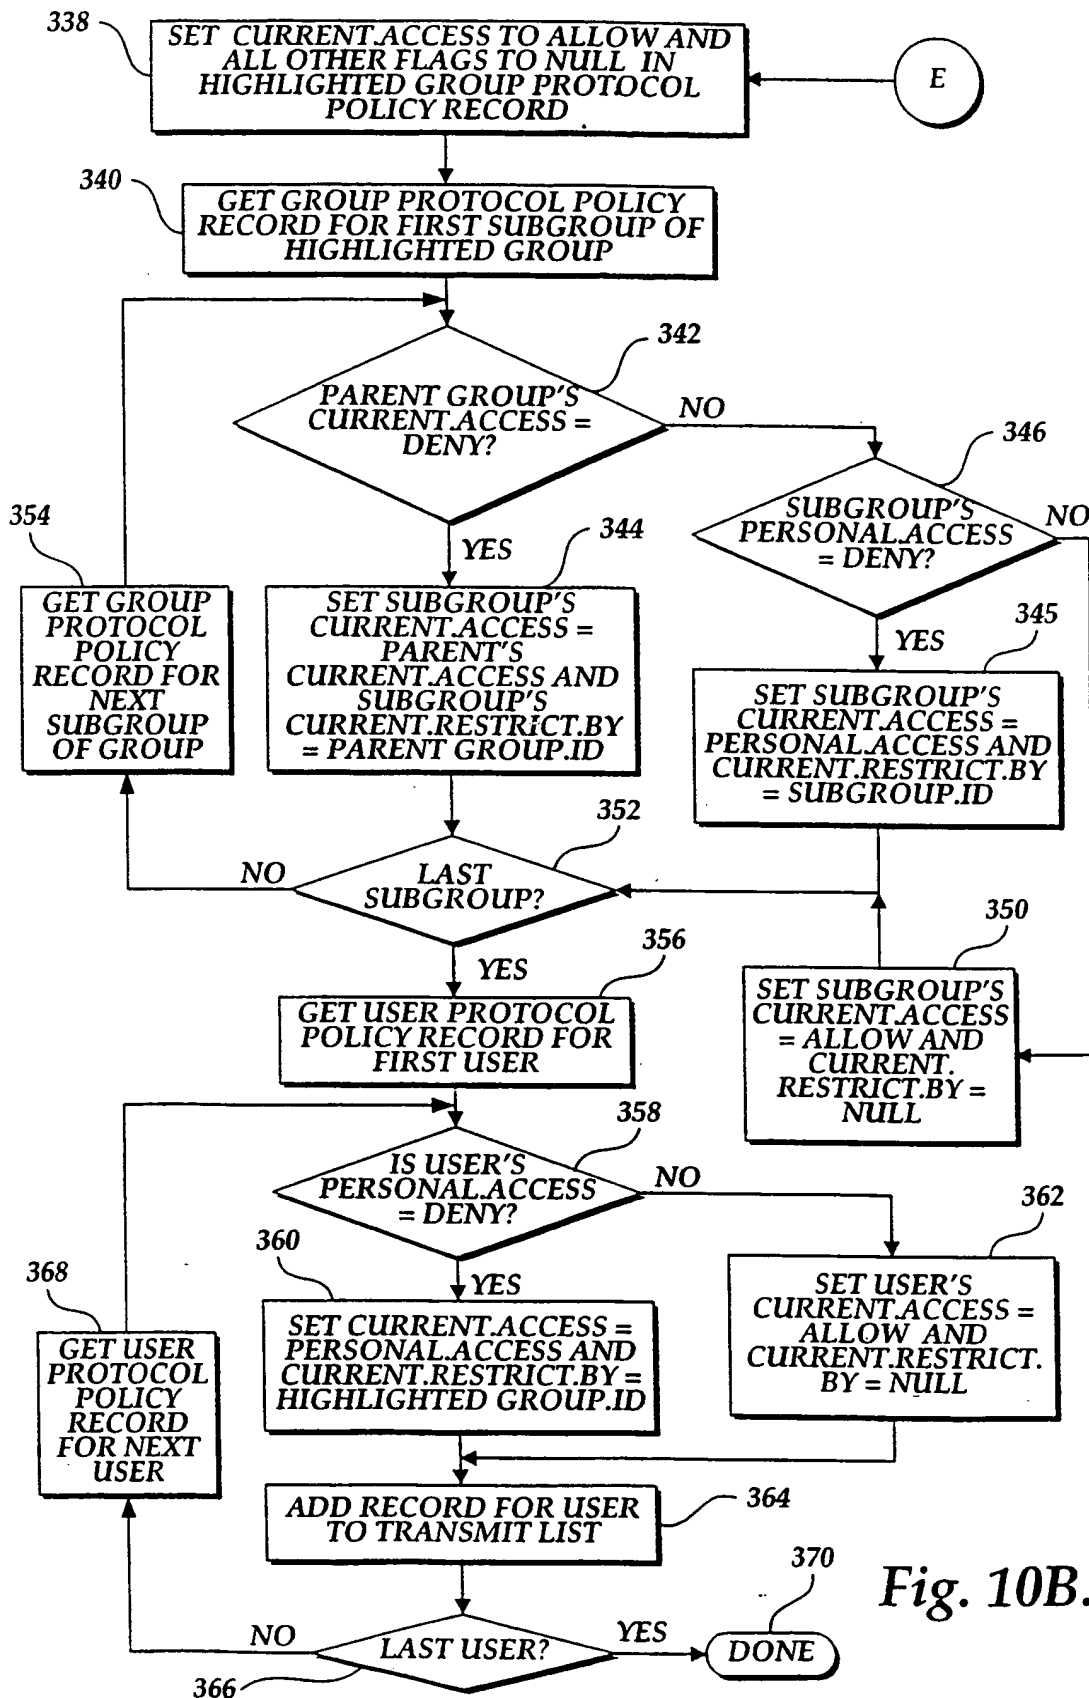 338
SET CURRENT.ACCESS TO ALLOW AND
ALL OTHER FLAGS TO NULL IN
HIGHLIGHTED GROUP PROTOCOL
POLICY RECORD
E
340
GET GROUP PROTOCOL POLICY
RECORD FOR FIRST SUBGROUP OF
HIGHLIGHTED GROUP
342
PARENT GROUP'S
CURRENT.ACCESS =
DENY?
NO
346
SUBGROUP'S
PERSONAL.ACCESS
= DENY?
NO
354
GET GROUP
PROTOCOL
POLICY
RECORD FOR
NEXT
SUBGROUP
OF GROUP
YES
344
SET SUBGROUP'S
CURRENT.ACCESS =
PARENT'S
CURRENT.ACCESS AND
SUBGROUP'S
CURRENT.RESTRICT.BY
= PARENT GROUP.ID
YES
345
SET SUBGROUP'S
CURRENT.ACCESS =
PERSONAL.ACCESS AND
CURRENT.RESTRICT.BY
= SUBGROUP.ID
352
NO
LAST
SUBGROUP?
YES
350
SET SUBGROUP'S
CURRENT.ACCESS
= ALLOW AND
CURRENT.
RESTRICT.BY =
NULL
356
GET USER PROTOCOL
POLICY RECORD FOR
FIRST USER
358
IS USER'S
PERSONAL.ACCESS
= DENY?
NO
362
SET USER'S
CURRENT.ACCESS =
ALLOW AND
CURRENT.RESTRICT.
BY = NULL
360
YES
SET CURRENT.ACCESS =
PERSONAL.ACCESS AND
CURRENT.RESTRICT.BY =
HIGHLIGHTED GROUP.ID
368
GET USER
PROTOCOL
POLICY
RECORD
FOR NEXT
USER
364
ADD RECORD FOR USER
TO TRANSMIT LIST
NO
LAST USER?
366
YES
370
DONE
Fig. 10B.